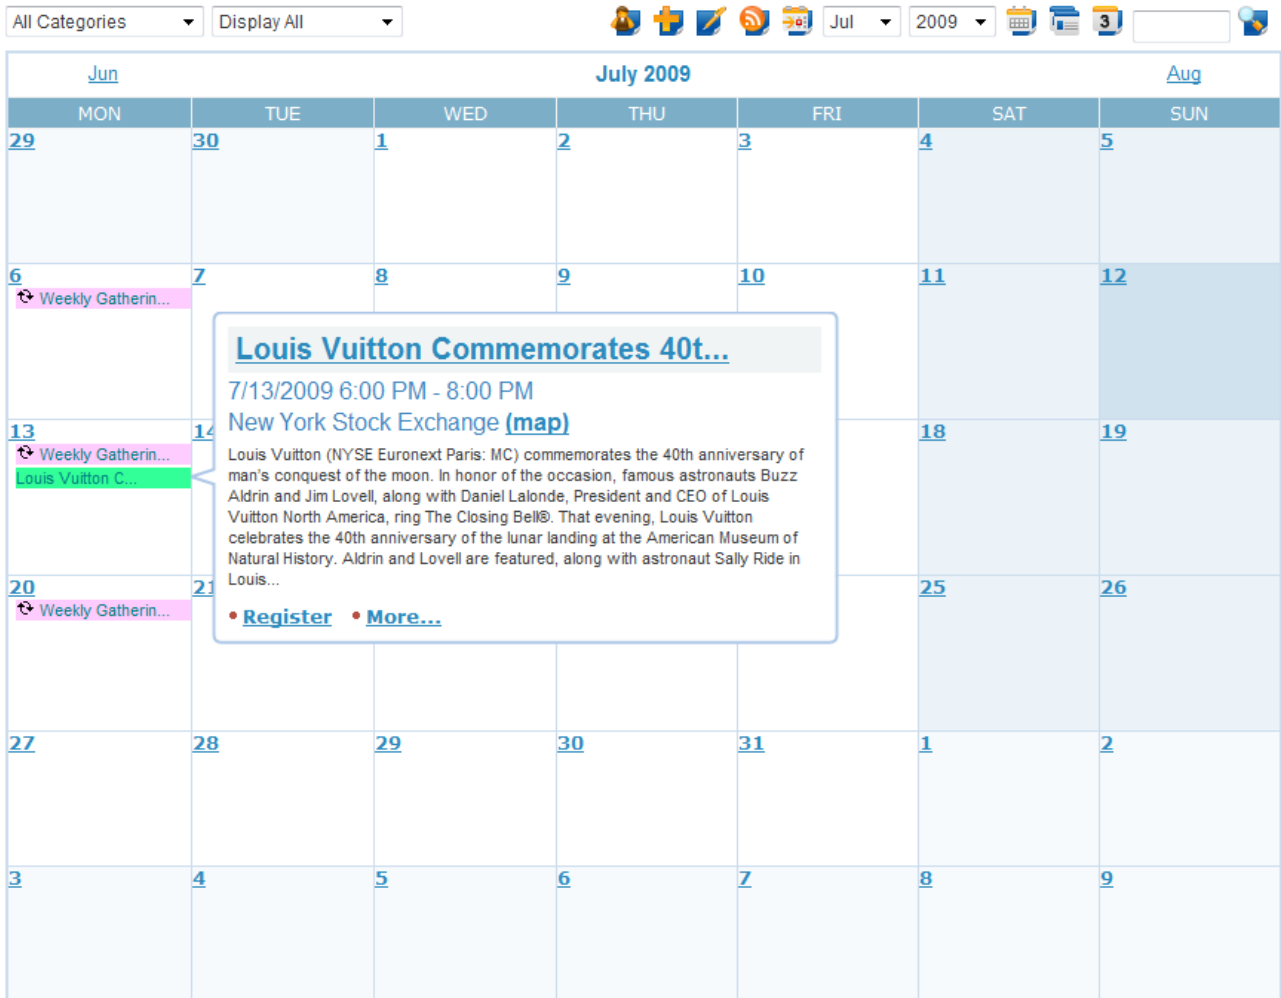 All Categories Display All Jul 2009 3
Jun July 2009 Aug
MON TUE WED THU FRI SAT SUN
29 30 1 2 3 4 5
6 7 8 9 10 11 12
Weekly Gatherin...
Louis Vuitton Commemorates 40t...
7/13/2009 6:00 PM - 8:00 PM
New York Stock Exchange (map)
13 14 18 19
Weekly Gatherin...
Louis Vuitton C...
Louis Vuitton (NYSE Euronext Paris: MC) commemorates the 40th anniversary of
man's conquest of the moon. In honor of the occasion, famous astronauts Buzz
Aldrin and Jim Lovell, along with Daniel Lalonde, President and CEO of Louis
Vuitton North America, ring The Closing Bell®. That evening, Louis Vuitton
celebrates the 40th anniversary of the lunar landing at the American Museum of
Natural History. Aldrin and Lovell are featured, along with astronaut Sally Ride in
Louis...
20 21 25 26
Weekly Gatherin...
• Register • More...
27 28 29 30 31 1 2
3 4 5 6 7 8 9